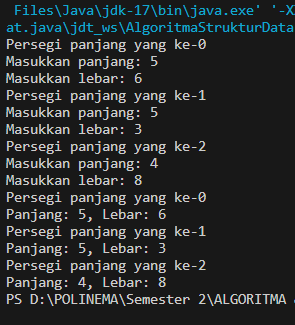 Files\Java\jdk-17\bin\java.exe' '-X
at.java\jdt_ws\AlgoritmaStrukturData
Persegi panjang yang ke-0
Masukkan panjang: 5
Masukkan lebar: 6
Persegi panjang yang ke-1
Masukkan panjang: 5
Masukkan lebar: 3
Persegi panjang yang ke-2
Masukkan panjang: 4
Masukkan lebar: 8
Persegi panjang yang ke-0
Panjang: 5, Lebar: 6
Persegi panjang yang ke-1
Panjang: 5, Lebar: 3
Persegi panjang yang ke-2
Panjang: 4, Lebar: 8
PS D:\POLINEMA\Semester 2\ALGORITMA